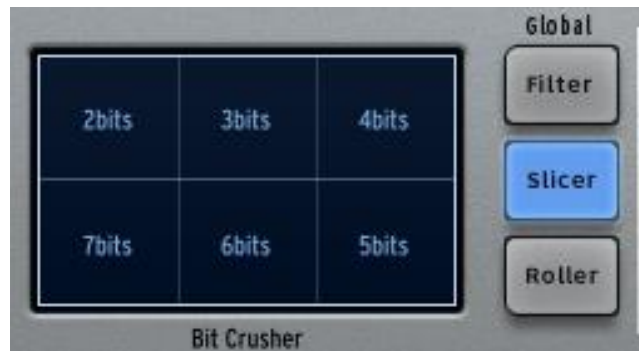 Global
Filter
2bits 3bits 4bits
Slicer
7bits 6bits 5bits
Roller
Bit Crusher